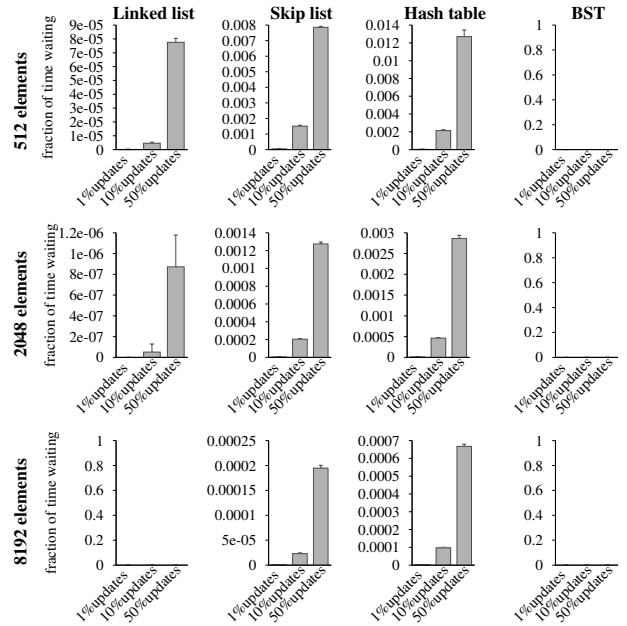 Linked list
Skip list
Hash table
BST
512 elements
fraction of time waiting
9e-05
8e-05
7e-05
6e-05
5e-05
4e-05
3e-05
2e-05
1e-05
0
1%updates
10%updates
50%updates
0.008
0.007
0.006
0.005
0.004
0.003
0.002
0.001
0
1%updates
10%updates
50%updates
0.014
0.012
0.01
0.008
0.006
0.004
0.002
0
1%updates
10%updates
50%updates
1
0.8
0.6
0.4
0.2
0
1%updates
10%updates
50%updates
2048 elements
fraction of time waiting
1.2e-06
1e-06
8e-07
6e-07
4e-07
2e-07
0
1%updates
10%updates
50%updates
0.0014
0.0012
0.001
0.0008
0.0006
0.0004
0.0002
0
1%updates
10%updates
50%updates
0.003
0.0025
0.002
0.0015
0.001
0.0005
0
1%updates
10%updates
50%updates
1
0.8
0.6
0.4
0.2
0
1%updates
10%updates
50%updates
8192 elements
fraction of time waiting
1
0.8
0.6
0.4
0.2
0
1%updates
10%updates
50%updates
0.00025
0.0002
0.00015
0.0001
5e-05
0
1%updates
10%updates
50%updates
0.0007
0.0006
0.0005
0.0004
0.0003
0.0002
0.0001
0
1%updates
10%updates
50%updates
1
0.8
0.6
0.4
0.2
0
1%updates
10%updates
50%updates